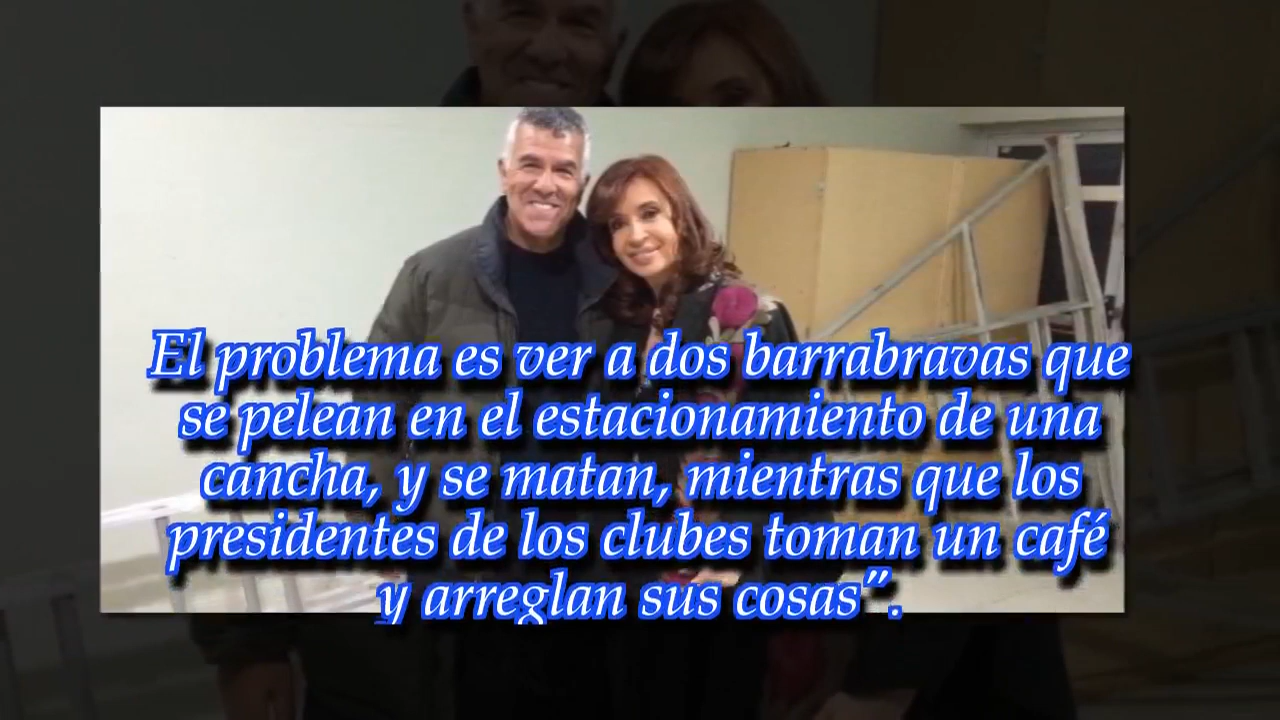 El problema es ver a dos barrabravas que
se pelean en el estacionamiento de una
cancha, y se matan, mientras que los
presidentes de los clubes toman un café
y arreglan sus cosas”.